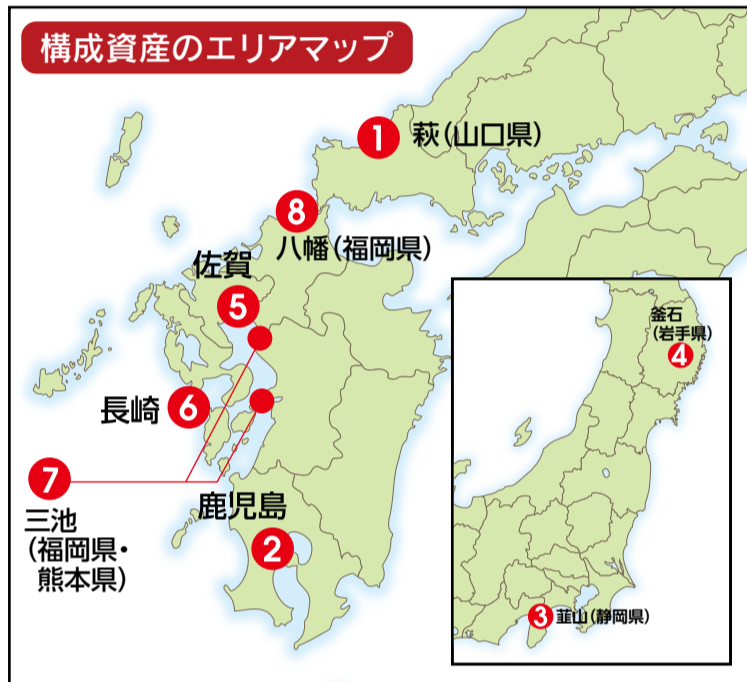 構成資産のエリアマップ
1
萩(山口県)
8
八幡(福岡県)
佐賀
5
長崎
6
7
三池
(福岡県・
熊本県)
鹿児島
2
釜石
(岩手県)
4
3
韮山(静岡県)